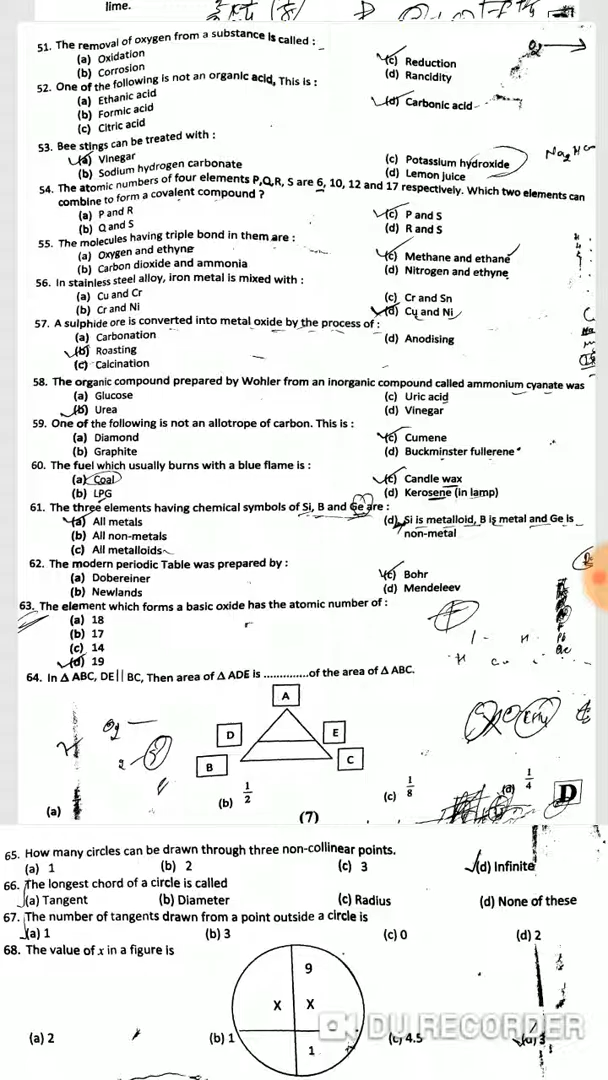 lime.
51. The removal of oxygen from a substance is called :
(a) Oxidation
(b) Corrosion
(c) Reduction
(d) Rancidity
52. One of the following is not an organic acid, This is :
(a) Ethanic acid
(b) Formic acid
(c) Citric acid
(d) Carbonic acid
53. Bee stings can be treated with :
(a) Vinegar
(b) Sodium hydrogen carbonate
(c) Potassium hydroxide
(d) Lemon juice
54. The atomic numbers of four elements P,Q,R, S are 6, 10, 12 and 17 respectively. Which two elements can
combine to form a covalent compound ?
(a) P and R
(b) Q and S
(c) P and S
(d) R and S
55. The molecules having triple bond in them are :
(a) Oxygen and ethyne
(b) Carbon dioxide and ammonia
(c) Methane and ethane
(d) Nitrogen and ethyne
56. In stainless steel alloy, iron metal is mixed with :
(a) Cu and Cr
(b) Cr and Ni
(c) Cr and Sn
(d) Cu and Ni
57. A sulphide ore is converted into metal oxide by the process of :
(a) Carbonation
(b) Roasting
(c) Calcination
(d) Anodising
58. The organic compound prepared by Wohler from an inorganic compound called ammonium cyanate was
(a) Glucose
(b) Urea
(c) Uric acid
(d) Vinegar
59. One of the following is not an allotrope of carbon. This is :
(a) Diamond
(b) Graphite
(c) Cumene
(d) Buckminster fullerene
60. The fuel which usually burns with a blue flame is :
(a) Coal
(b) LPG
(c) Candle wax
(d) Kerosene (in lamp)
61. The three elements having chemical symbols of Si, B and Ge are :
(a) All metals
(b) All non-metals
(c) All metalloids
(d) Si is metalloid, B is metal and Ge is
non-metal
62. The modern periodic Table was prepared by :
(a) Dobereiner
(b) Newlands
(c) Bohr
(d) Mendeleev
63. The element which forms a basic oxide has the atomic number of :
(a) 18
(b) 17
(c) 14
(d) 19
64. In Δ ABC, DE|| BC, Then area of Δ ADE is ..............of the area of Δ ABC.
A
D E
B C
(a) (b) 1/2 (c) 1/8 (d) 1/4
D
(7)
65. How many circles can be drawn through three non-collinear points.
(a) 1 (b) 2 (c) 3 (d) Infinite
66. The longest chord of a circle is called
(a) Tangent (b) Diameter (c) Radius (d) None of these
67. The number of tangents drawn from a point outside a circle is
(a) 1 (b) 3 (c) 0 (d) 2
68. The value of x in a figure is
9
X X
1
(a) 2 (b) 1 (c) 4.5 (d) 3
DU RECORDER